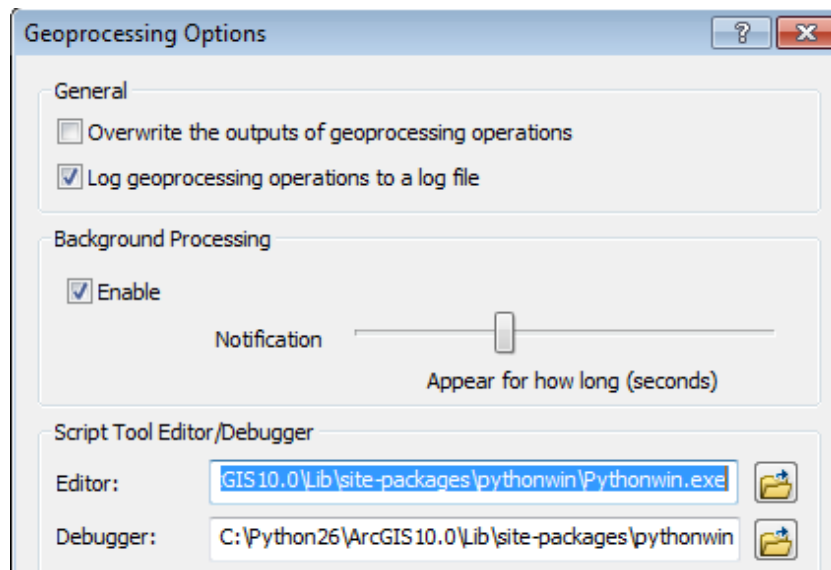 Geoprocessing Options
General
Overwrite the outputs of geoprocessing operations
Log geoprocessing operations to a log file
Background Processing
Enable
Notification
Appear for how long (seconds)
Script Tool Editor/Debugger
Editor: GIS10.0\Lib\site-packages\pythonwin\Pythonwin.exe
Debugger: C:\Python26\ArcGIS10.0\Lib\site-packages\pythonwin